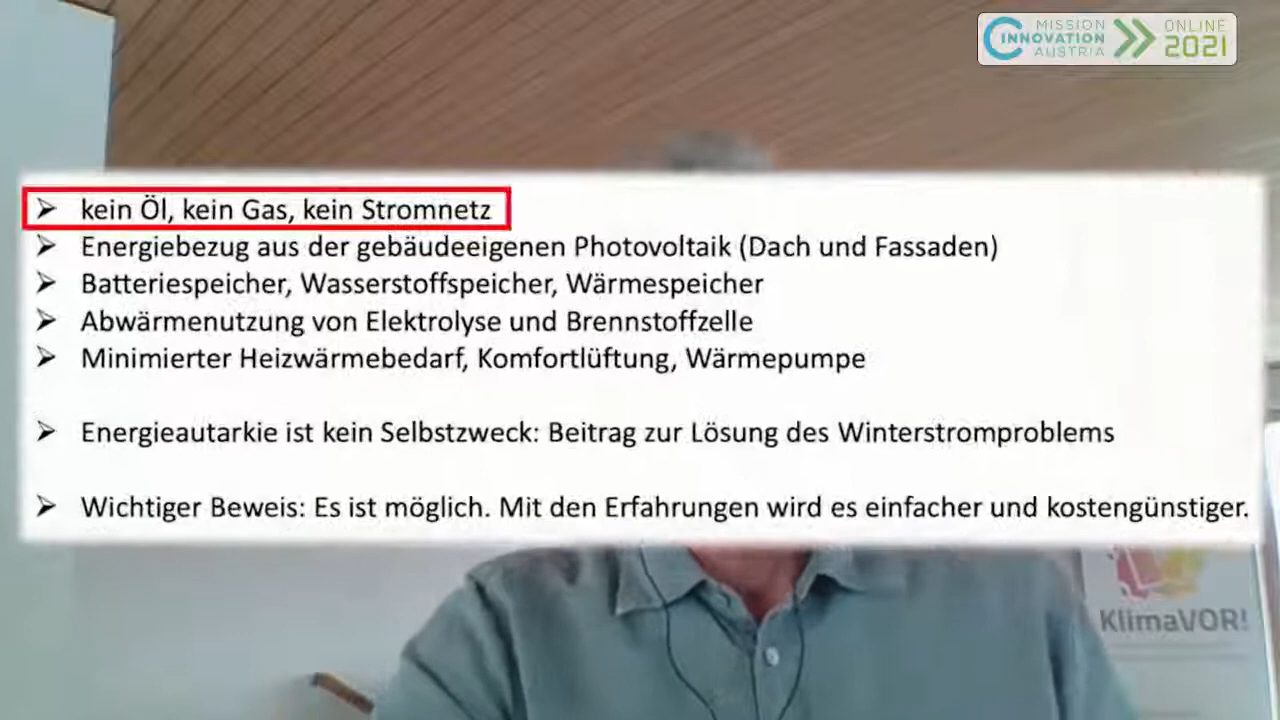 MISSION
INNOVATION
AUSTRIA
ONLINE
2021
➢ kein Öl, kein Gas, kein Stromnetz
➢ Energiebezug aus der gebäudeeigenen Photovoltaik (Dach und Fassaden)
➢ Batteriespeicher, Wasserstoffspeicher, Wärmespeicher
➢ Abwärmenutzung von Elektrolyse und Brennstoffzelle
➢ Minimierter Heizwärmebedarf, Komfortlüftung, Wärmepumpe
➢ Energieautarkie ist kein Selbstzweck: Beitrag zur Lösung des Winterstromproblems
➢ Wichtiger Beweis: Es ist möglich. Mit den Erfahrungen wird es einfacher und kostengünstiger.
KlimaVOR!